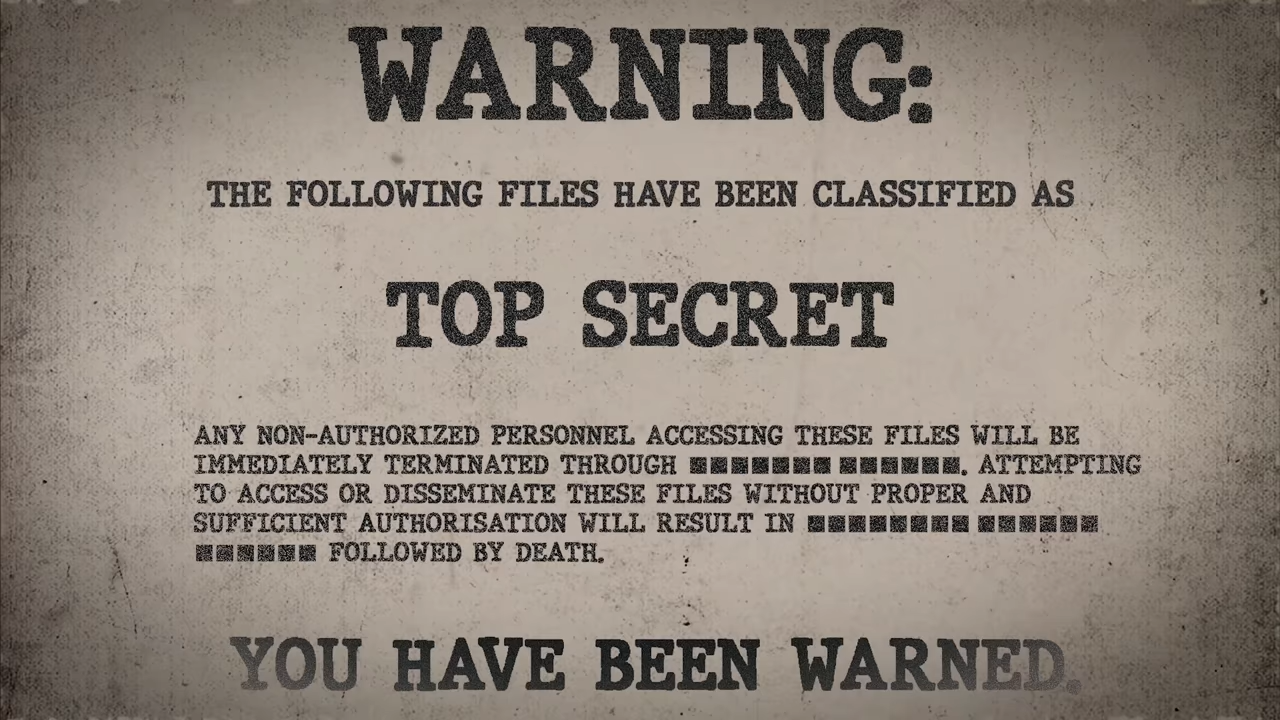 WARNING:
THE FOLLOWING FILES HAVE BEEN CLASSIFIED AS
TOP SECRET
ANY NON-AUTHORIZED PERSONNEL ACCESSING THESE FILES WILL BE
IMMEDIATELY TERMINATED THROUGH ■■■■■■■ ■■■■■■. ATTEMPTING
TO ACCESS OR DISSEMINATE THESE FILES WITHOUT PROPER AND
SUFFICIENT AUTHORISATION WILL RESULT IN ■■■■■■■■ ■■■■■■
■■■■■■ FOLLOWED BY DEATH.
YOU HAVE BEEN WARNED.